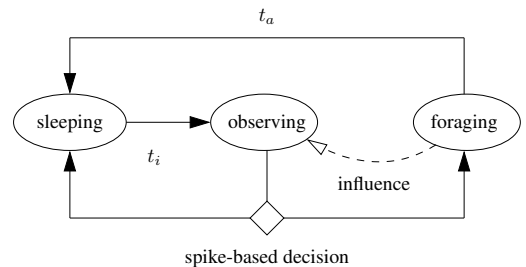 t_a
sleeping
observing
foraging
t_i
influence
spike-based decision